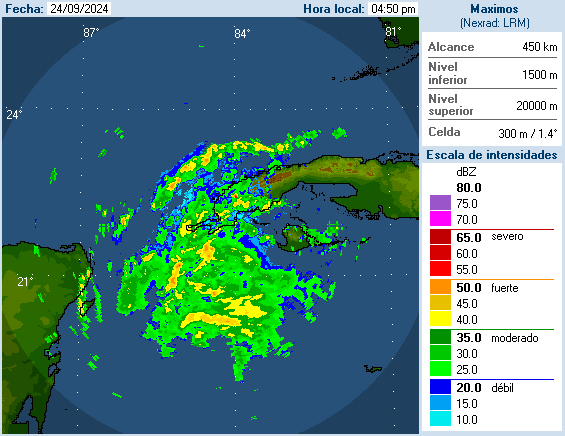 Fecha: 24/09/2024
Hora local: 04:50 pm
Maximos
(Nexrad: LRM)
Alcance 450 km
Nivel inferior 1500 m
Nivel superior 20000 m
Celda 300 m / 1.4°
Escala de intensidades
dBZ
80.0
75.0
70.0
65.0 severo
60.0
55.0
50.0 fuerte
45.0
40.0
35.0 moderado
30.0
25.0
20.0 débil
15.0
10.0
87°
84°
81°
24°
21°